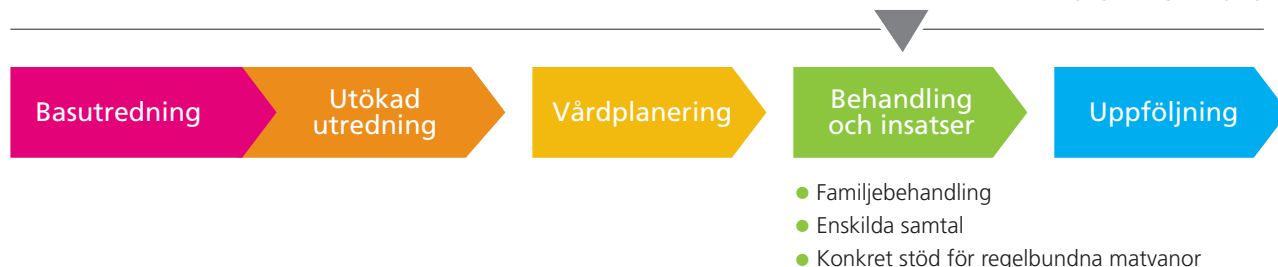 Basutredning
Utökad
utredning
Vårdplanering
Behandling
och insatser
Uppföljning
Familjebehandling
Enskilda samtal
Konkret stöd för regelbundna matvanor